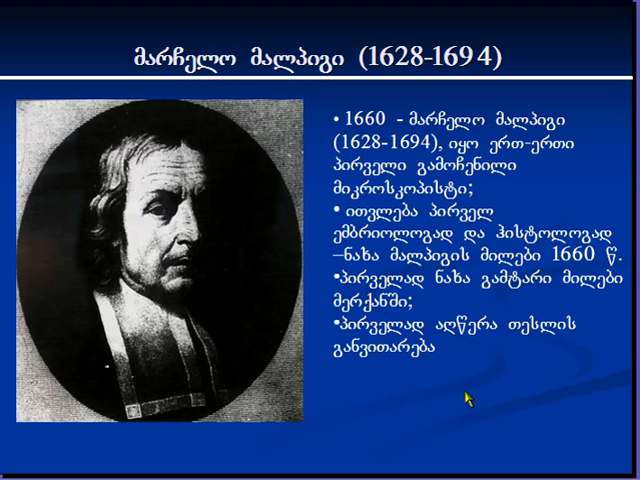 მარჩელო მალპიგი (1628-1694)
• 1660 - მარჩელო მალპიგი
(1628-1694), იყო ერთ-ერთი
პირველი გამოჩენილი
მიკროსკოპისტი;
• ითვლება პირველ
ემბრიოლოგად და ჰისტოლოგად
–ნახა მალპიგის მილები 1660 წ.
•პირველად ნახა გამტარი მილები
მერქანში;
•პირველად აღწერა თესლის
განვითარება